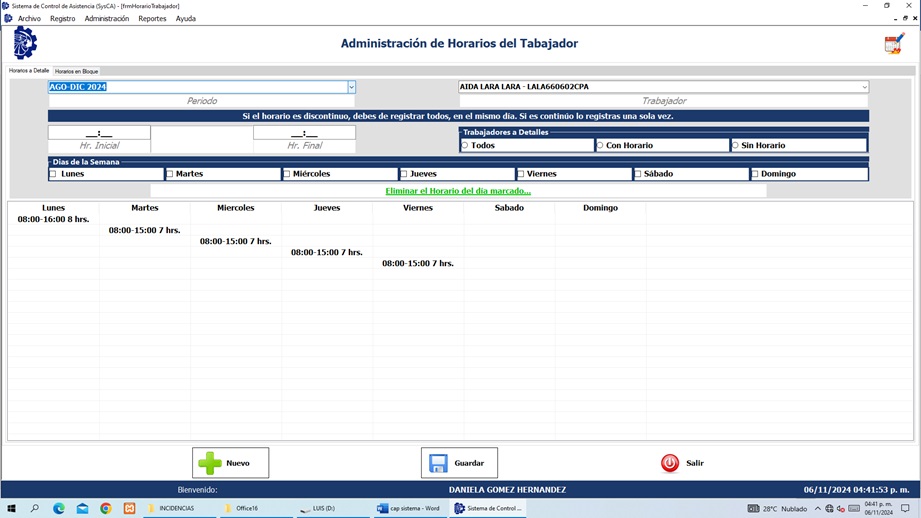 Sistema de Control de Asistencia (SysCA) - [frmHorarioTrabajador]
Archivo Registro Administración Reportes Ayuda
Administración de Horarios del Tabajador
Horarios a Detalle Horarios en Bloque
AGO-DIC 2024 AIDA LARA LARA - LALA660602CPA
Periodo Trabajador
Si el horario es discontinuo, debes de registrar todos, en el mismo día. Si es continúo lo registras una sola vez.
__:__ __:__ Trabajadores a Detalles
Hr. Inicial Hr. Final Todos Con Horario Sin Horario
Dias de la Semana
Lunes Martes Miércoles Jueves Viernes Sábado Domingo
Eliminar el Horario del día marcado...
Lunes Martes Miercoles Jueves Viernes Sabado Domingo
08:00-16:00 8 hrs.
08:00-15:00 7 hrs.
08:00-15:00 7 hrs.
08:00-15:00 7 hrs.
08:00-15:00 7 hrs.
Nuevo Guardar Salir
Bienvenido: DANIELA GOMEZ HERNANDEZ 06/11/2024 04:41:53 p. m.
INCIDENCIAS Office16 LUIS (D:) cap sistema - Word Sistema de Control ... 28°C Nublado 04:41 p. m.
06/11/2024